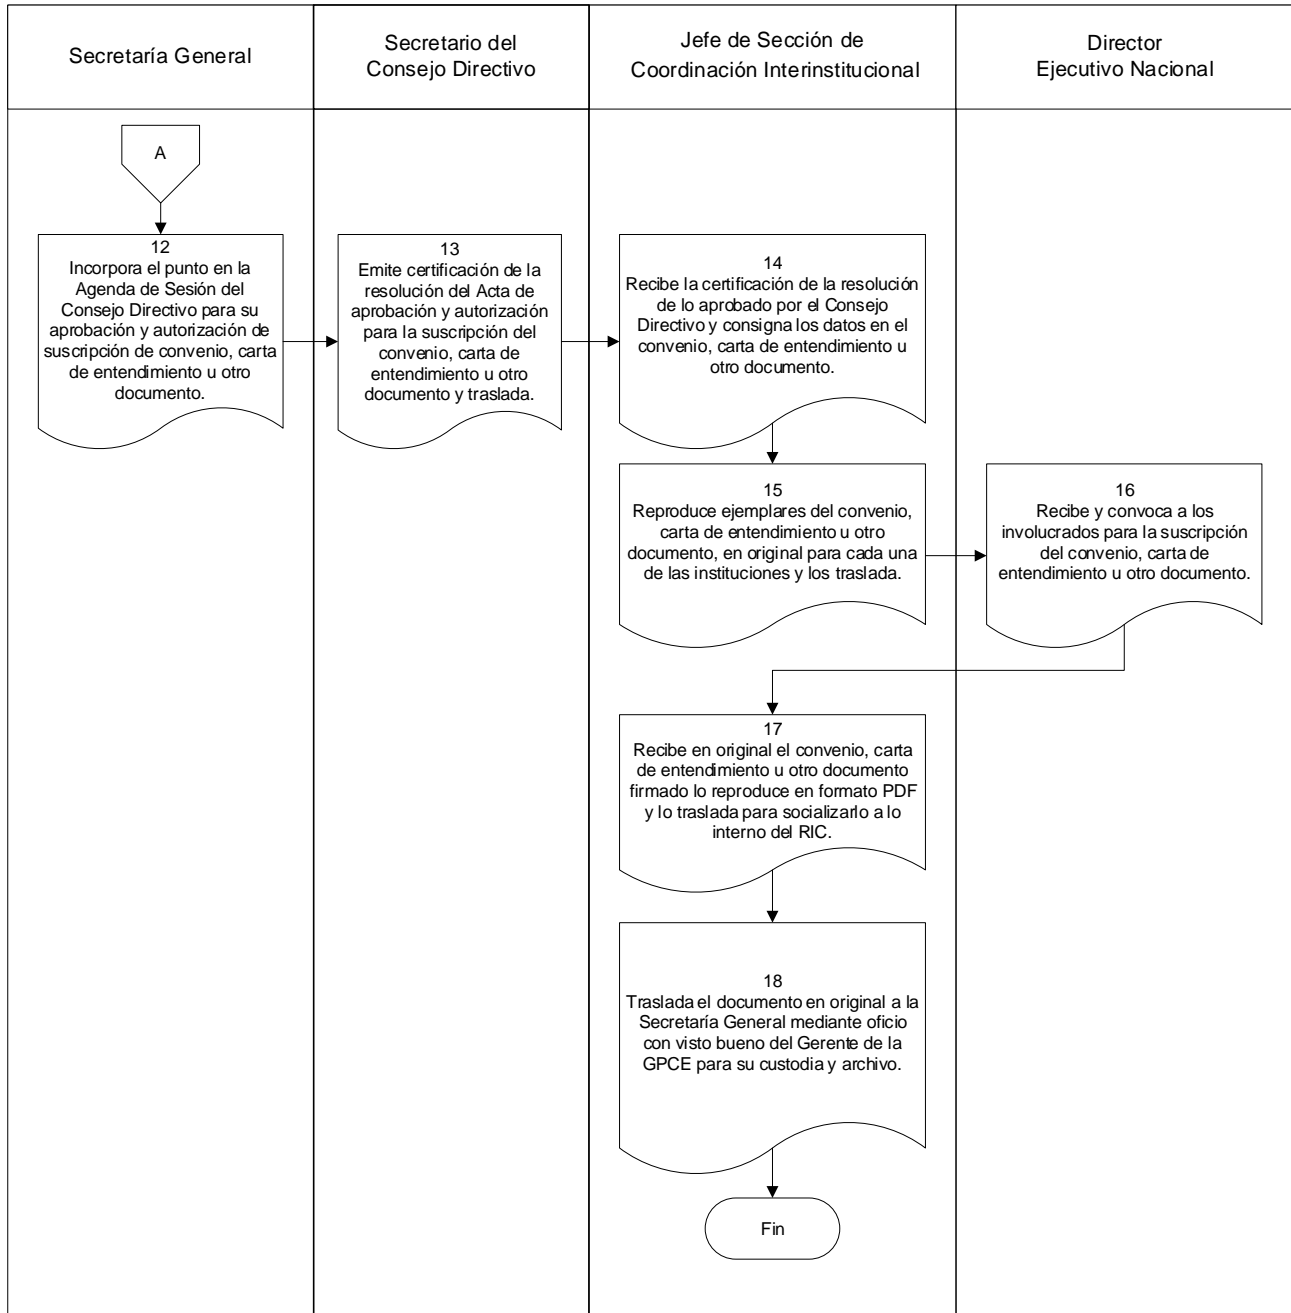 Secretaría General
Secretario del
Consejo Directivo
Jefe de Sección de
Coordinación Interinstitucional
Director
Ejecutivo Nacional
A
12
Incorpora el punto en la
Agenda de Sesión del
Consejo Directivo para su
aprobación y autorización de
suscripción de convenio, carta
de entendimiento u otro
documento.
13
Emite certificación de la
resolución del Acta de
aprobación y autorización
para la suscripción del
convenio, carta de
entendimiento u otro
documento y traslada.
14
Recibe la certificación de la resolución
de lo aprobado por el Consejo
Directivo y consigna los datos en el
convenio, carta de entendimiento u
otro documento.
15
Reproduce ejemplares del convenio,
carta de entendimiento u otro
documento, en original para cada una
de las instituciones y los traslada.
16
Recibe y convoca a los
involucrados para la suscripción
del convenio, carta de
entendimiento u otro documento.
17
Recibe en original el convenio, carta
de entendimiento u otro documento
firmado lo reproduce en formato PDF
y lo traslada para socializarlo a lo
interno del RIC.
18
Traslada el documento en original a la
Secretaría General mediante oficio
con visto bueno del Gerente de la
GPCE para su custodia y archivo.
Fin